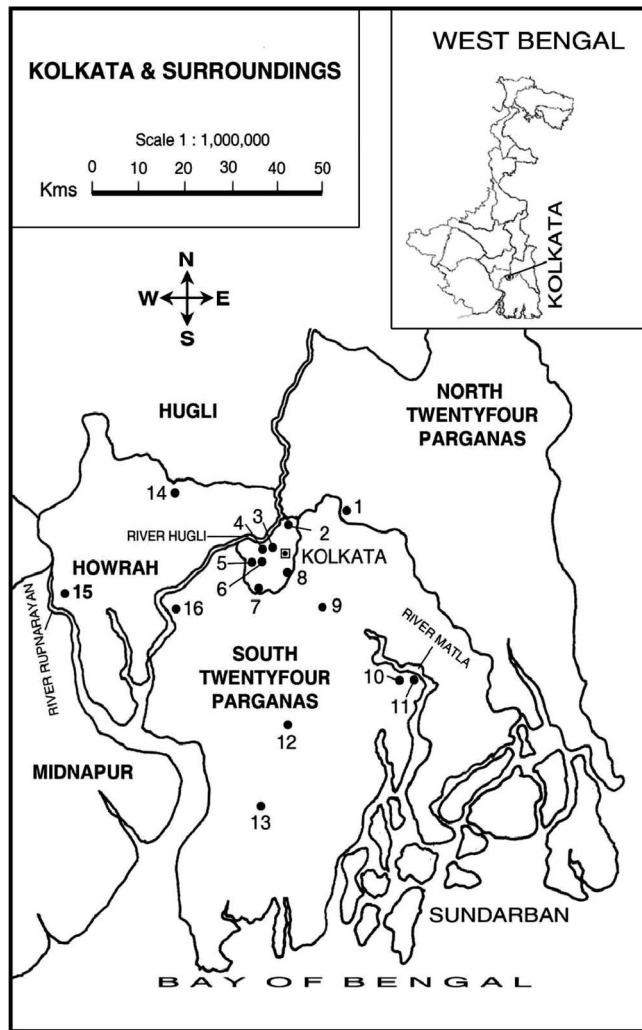 KOLKATA & SURROUNDINGS
Scale 1 : 1,000,000
0 10 20 30 40 50
Kms
WEST BENGAL
KOLKATA
N
W E
S
HUGLI
NORTH
TWENTYFOUR
PARGANAS
14
1
RIVER HUGLI
4
3
2
KOLKATA
HOWRAH
5
6
7
8
15
16
9
RIVER RUPNARAYAN
SOUTH
TWENTYFOUR
PARGANAS
RIVER MATLA
10
11
12
MIDNAPUR
13
SUNDARBAN
BAY OF BENGAL